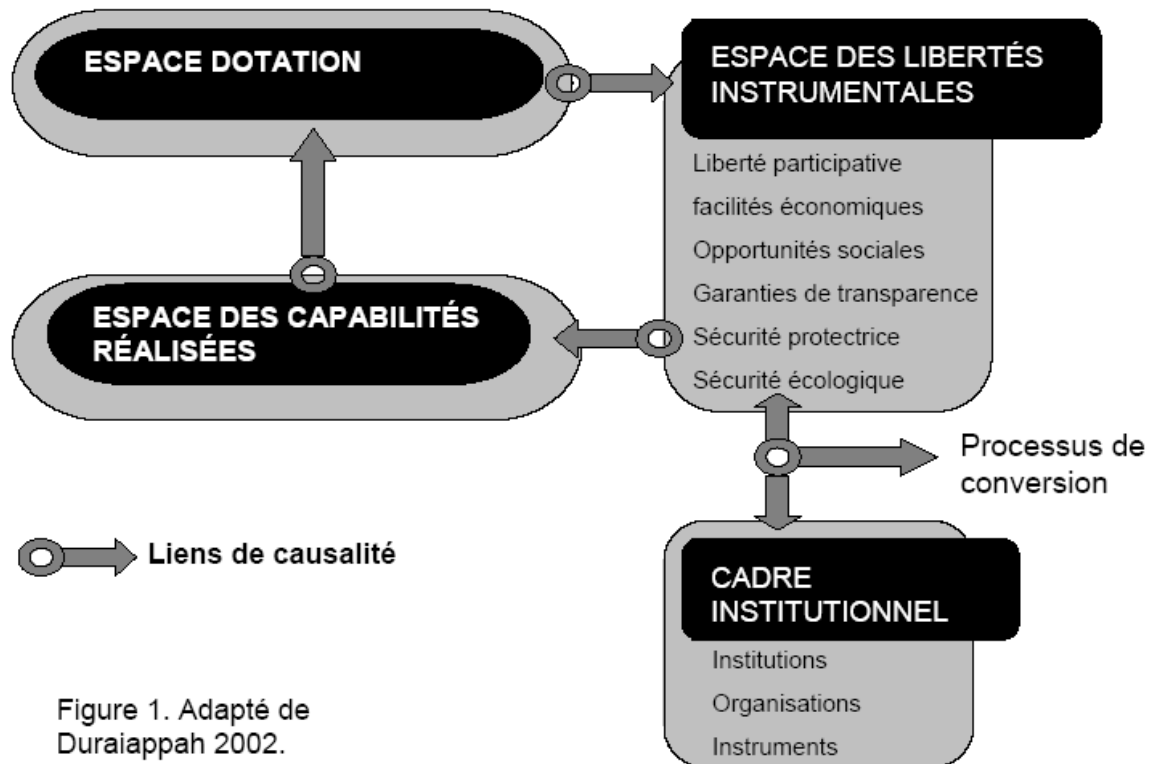 ESPACE DOTATION
ESPACE DES LIBERTÉS
INSTRUMENTALES
Liberté participative
facilités économiques
Opportunités sociales
Garanties de transparence
Sécurité protectrice
Sécurité écologique
ESPACE DES CAPABILITÉS
RÉALISÉES
Processus de
conversion
Liens de causalité
CADRE
INSTITUTIONNEL
Institutions
Organisations
Instruments
Figure 1. Adapté de
Duraiappah 2002.